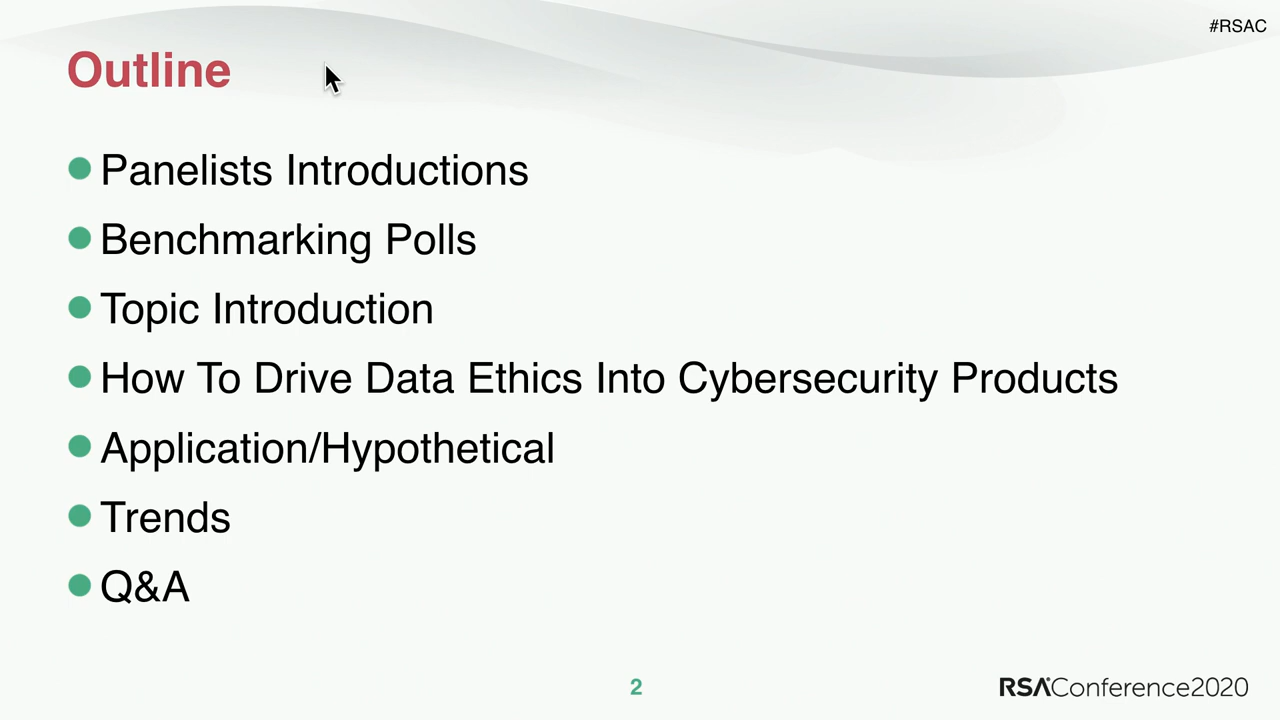 #RSAC
Outline
Panelists Introductions
Benchmarking Polls
Topic Introduction
How To Drive Data Ethics Into Cybersecurity Products
Application/Hypothetical
Trends
Q&A
2
RSAConference2020